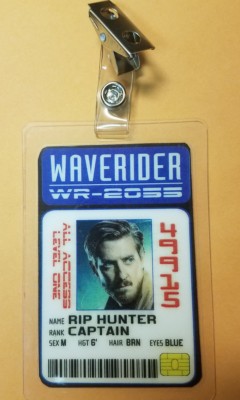 WAVERIDER
WR-2055
ALL ACCESS
LEVEL ONE
49915
NAME RIP HUNTER
RANK CAPTAIN
SEX M HGT 6' HAIR BRN EYES BLUE